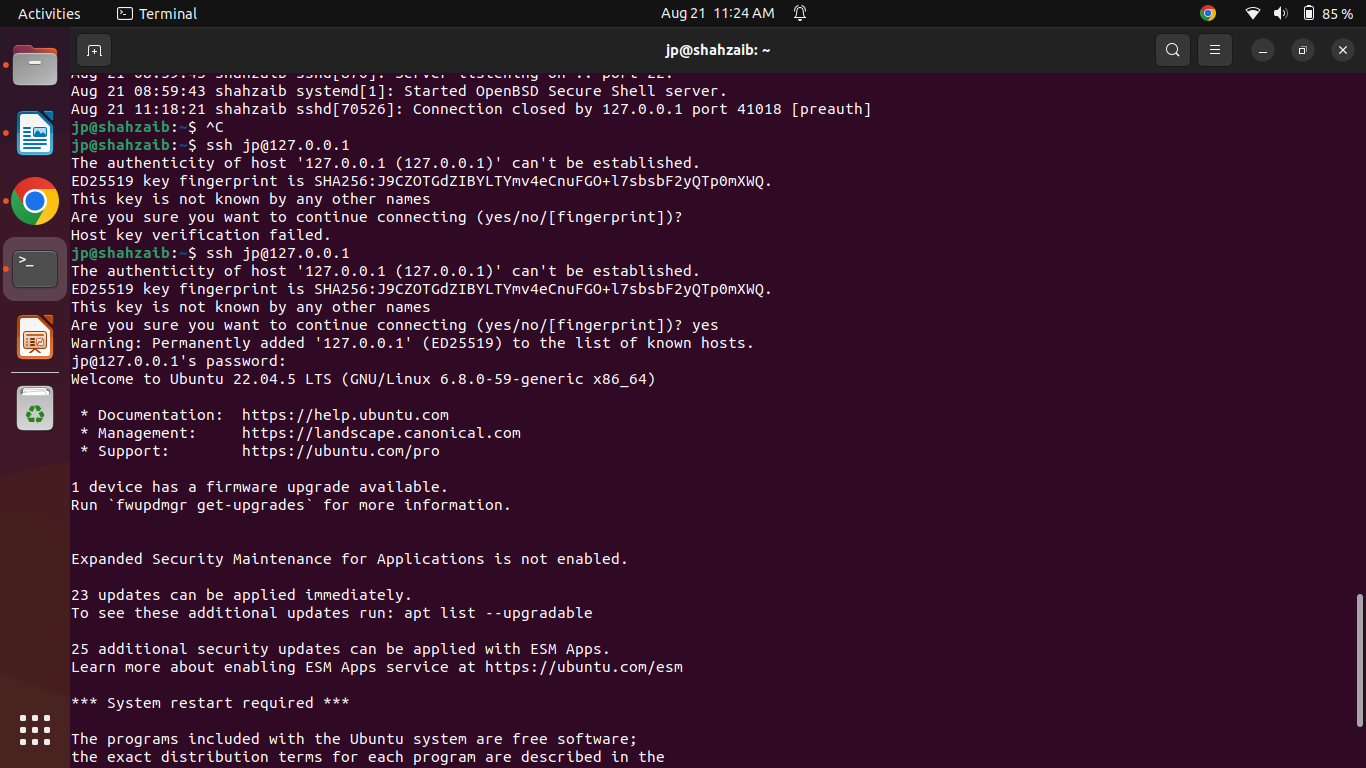 Activities
Terminal
Aug 21 11:24 AM
85 %
jp@shahzaib: ~
Aug 21 08:59:43 shahzaib sshd[870]: Server listening on :: port 22.
Aug 21 08:59:43 shahzaib systemd[1]: Started OpenBSD Secure Shell server.
Aug 21 11:18:21 shahzaib sshd[70526]: Connection closed by 127.0.0.1 port 41018 [preauth]
jp@shahzaib:~$ ^C
jp@shahzaib:~$ ssh jp@127.0.0.1
The authenticity of host '127.0.0.1 (127.0.0.1)' can't be established.
ED25519 key fingerprint is SHA256:J9CZOTGdZIBYLTYmv4eCnuFGO+l7sbsbF2yQTp0mXWQ.
This key is not known by any other names
Are you sure you want to continue connecting (yes/no/[fingerprint])?
Host key verification failed.
jp@shahzaib:~$ ssh jp@127.0.0.1
The authenticity of host '127.0.0.1 (127.0.0.1)' can't be established.
ED25519 key fingerprint is SHA256:J9CZOTGdZIBYLTYmv4eCnuFGO+l7sbsbF2yQTp0mXWQ.
This key is not known by any other names
Are you sure you want to continue connecting (yes/no/[fingerprint])? yes
Warning: Permanently added '127.0.0.1' (ED25519) to the list of known hosts.
jp@127.0.0.1's password:
Welcome to Ubuntu 22.04.5 LTS (GNU/Linux 6.8.0-59-generic x86_64)
* Documentation: https://help.ubuntu.com
* Management: https://landscape.canonical.com
* Support: https://ubuntu.com/pro
1 device has a firmware upgrade available.
Run `fwupdmgr get-upgrades` for more information.
Expanded Security Maintenance for Applications is not enabled.
23 updates can be applied immediately.
To see these additional updates run: apt list --upgradable
25 additional security updates can be applied with ESM Apps.
Learn more about enabling ESM Apps service at https://ubuntu.com/esm
*** System restart required ***
The programs included with the Ubuntu system are free software;
the exact distribution terms for each program are described in the